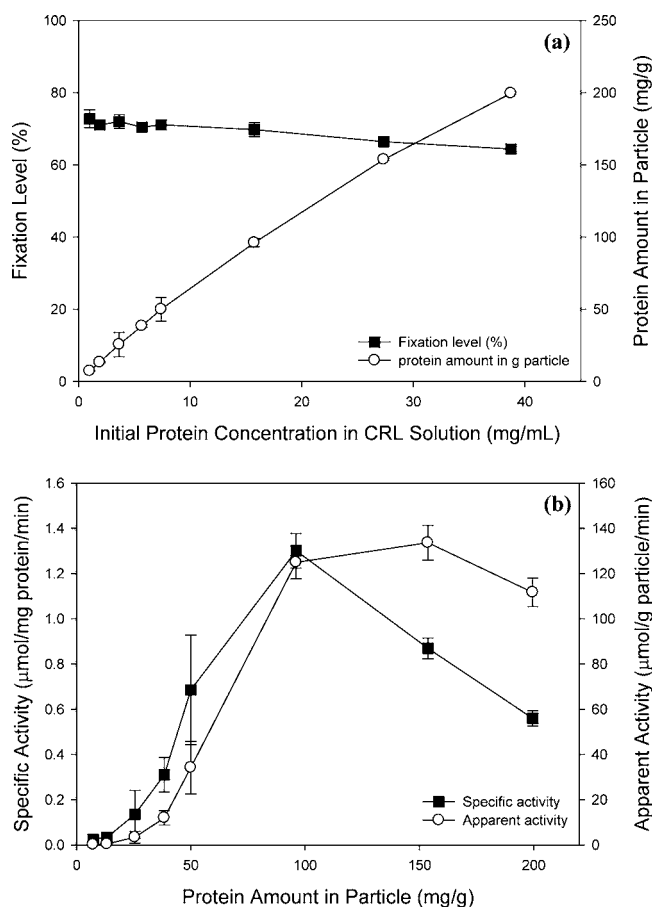 (a)
100
80
60
40
20
0
Fixation Level (%)
250
200
150
100
50
0
Protein Amount in Particle (mg/g)
Fixation level (%)
protein amount in g particle
0 10 20 30 40
Initial Protein Concentration in CRL Solution (mg/mL)
(b)
1.6
1.4
1.2
1.0
0.8
0.6
0.4
0.2
0.0
Specific Activity (μmol/mg protein/min)
160
140
120
100
80
60
40
20
0
Apparent Activity (μmol/g particle/min)
Specific activity
Apparent activity
0 50 100 150 200
Protein Amount in Particle (mg/g)